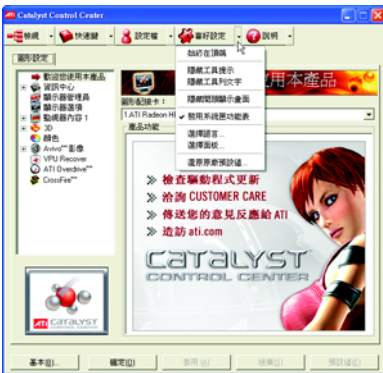 ATI Catalyst Control Center
檢視
快速鍵
設定檔
喜好設定
說明
始終在頂端
隱藏工具提示
隱藏工具列文字
隱藏開頭顯示畫面
啟用系統匣功能表
選擇語言...
選擇面板...
還原原廠預設值...
圖形設定
歡迎您使用本產品
資訊中心
顯示器管理員
顯示器選項
監視器內容 1
3D
顏色
Avivo™ 影像
VPU Recover
ATI Overdrive™
CrossFire™
用本產品
圖形配接卡：
1.ATI Radeon H
產品功能
檢查驅動程式更新
洽詢 CUSTOMER CARE
傳送您的意見反應給 ATI
造訪 ati.com
CATALYST
CONTROL CENTER
ATI CATALYST
基本(B)...
確定(O)
套用(A)
捨棄(S)
預設值(D)